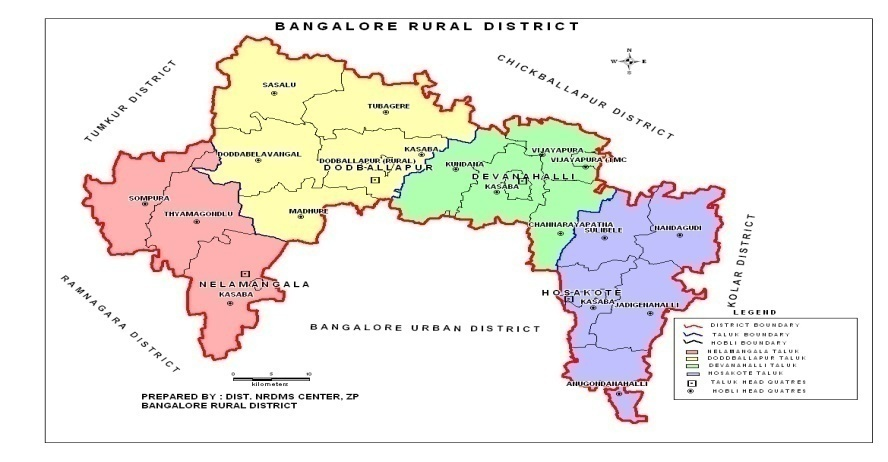 BANGALORE RURAL DISTRICT
N
W E
S
TUMKUR DISTRICT
CHICKBALLAPUR DISTRICT
SASALU
TUBAGERE
DODDABELAVANGAL
KASABA
DODBALLAPUR (RURAL)
DODBALLAPUR
MADHURE
VIJAYAPURA
VIJAYAPURA
KUNDANA
DEVANAHALLI
KASABA
CHANNARAYAPATNA
SOMPURA
THYAMAGONDLU
NELAMANGALA
KASABA
SULIBELE
NANDAGUDI
HOSAKOTE
KASABA
JADIGENAHALLI
ANUGONDANAHALLI
KOLAR DISTRICT
RAMNAGARA DISTRICT
BANGALORE URBAN DISTRICT
LEGEND
DISTRICT BOUNDARY
TALUK BOUNDARY
HOBLI BOUNDARY
NELAMANGALA TALUK
DODDBALLAPUR TALUK
DEVANAHALLI TALUK
HOSAKOTE TALUK
TALUK HEAD QUATRES
HOBLI HEAD QUATRES
kilometers
PREPARED BY : DIST. NRDMS CENTER, ZP
BANGALORE RURAL DISTRICT